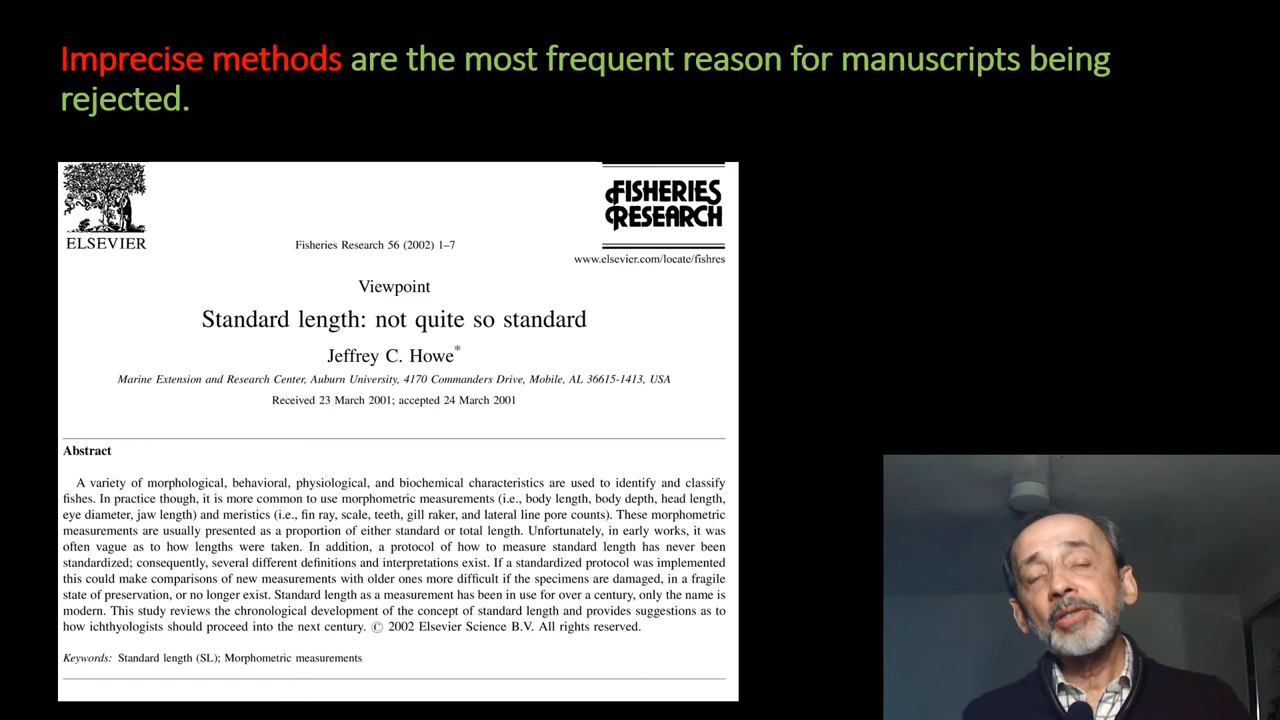 Imprecise methods are the most frequent reason for manuscripts being
rejected.
ELSEVIER
FISHERIES
RESEARCH
Fisheries Research 56 (2002) 1–7
www.elsevier.com/locate/fishres
Viewpoint
Standard length: not quite so standard
Jeffrey C. Howe*
Marine Extension and Research Center, Auburn University, 4170 Commanders Drive, Mobile, AL 36615-1413, USA
Received 23 March 2001; accepted 24 March 2001
Abstract
A variety of morphological, behavioral, physiological, and biochemical characteristics are used to identify and classify
fishes. In practice though, it is more common to use morphometric measurements (i.e., body length, body depth, head length,
eye diameter, jaw length) and meristics (i.e., fin ray, scale, teeth, gill raker, and lateral line pore counts). These morphometric
measurements are usually presented as a proportion of either standard or total length. Unfortunately, in early works, it was
often vague as to how lengths were taken. In addition, a protocol of how to measure standard length has never been
standardized; consequently, several different definitions and interpretations exist. If a standardized protocol was implemented
this could make comparisons of new measurements with older ones more difficult if the specimens are damaged, in a fragile
state of preservation, or no longer exist. Standard length as a measurement has been in use for over a century, only the name is
modern. This study reviews the chronological development of the concept of standard length and provides suggestions as to
how ichthyologists should proceed into the next century. © 2002 Elsevier Science B.V. All rights reserved.
Keywords: Standard length (SL); Morphometric measurements